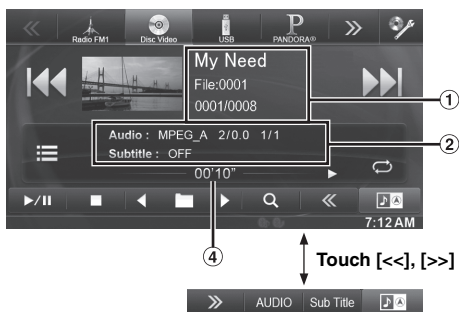 Radio FM1 Disc Video USB PANDORA®
My Need
File:0001
0001/0008
1
Audio : MPEG_A 2/0.0 1/1
2
Subtitle : OFF
00'10"
7:12 AM
4
Touch [<<], [>>]
AUDIO Sub Title